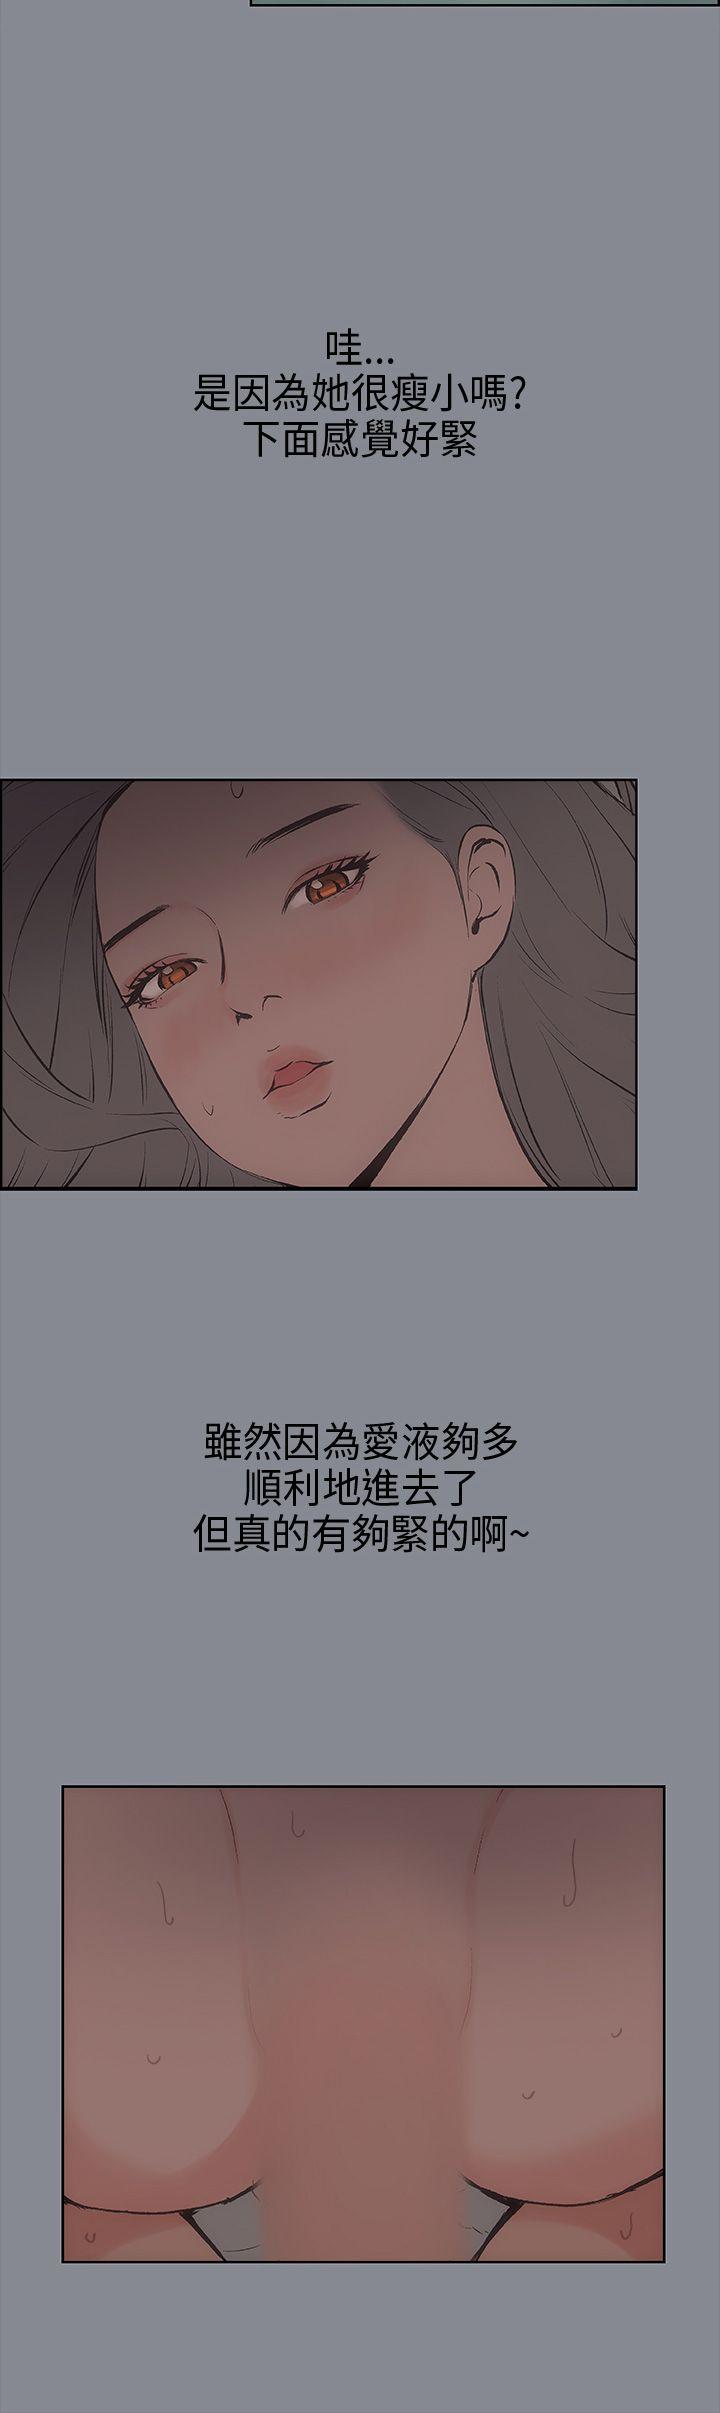 哇…
是因為她很瘦小嗎?
下面感覺好緊
雖然因為愛液夠多
順利地進去了
但真的有夠緊的啊~